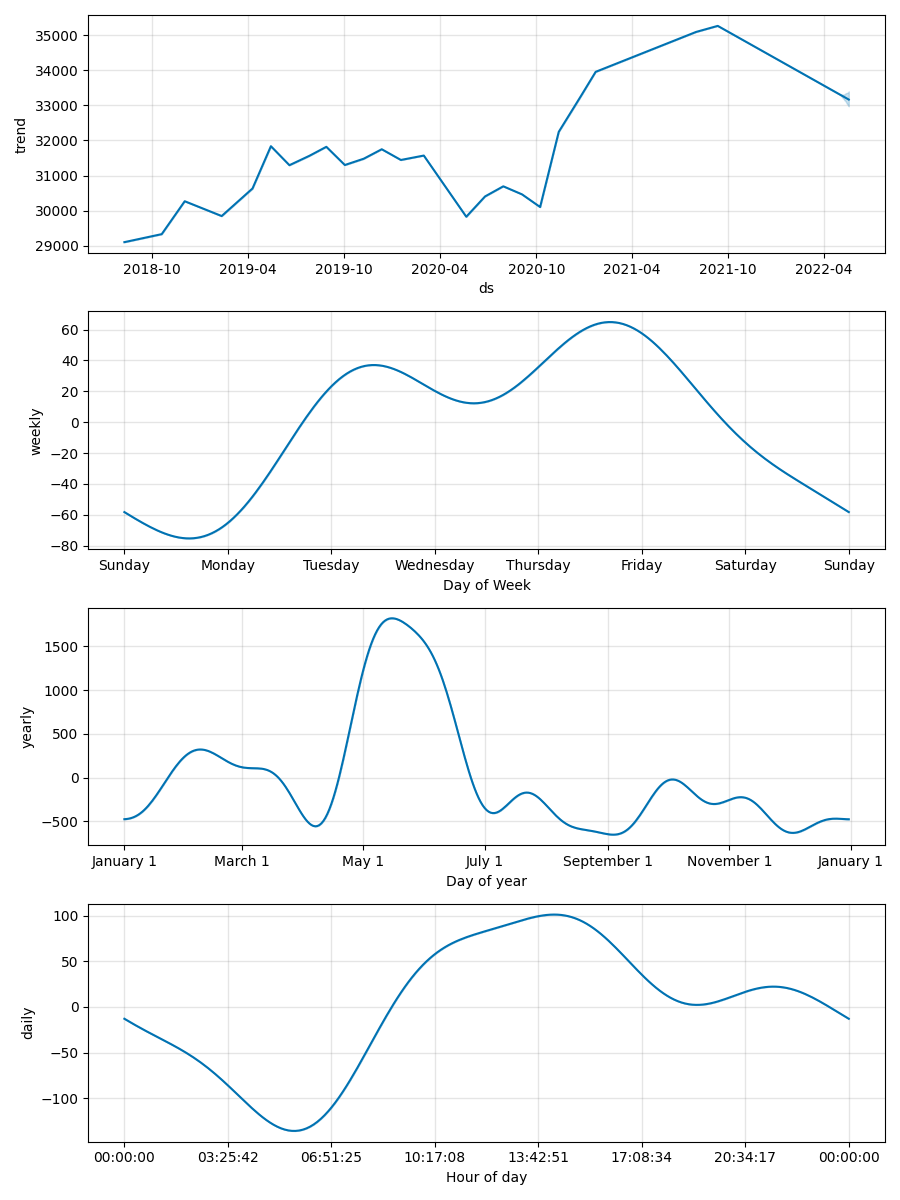 35000
34000
33000
32000
31000
30000
29000
trend
2018-10 2019-04 2019-10 2020-04 2020-10 2021-04 2021-10 2022-04
ds
60
40
20
0
−20
−40
−60
−80
weekly
Sunday Monday Tuesday Wednesday Thursday Friday Saturday Sunday
Day of Week
1500
1000
500
0
−500
yearly
January 1 March 1 May 1 July 1 September 1 November 1 January 1
Day of year
100
50
0
−50
−100
daily
00:00:00 03:25:42 06:51:25 10:17:08 13:42:51 17:08:34 20:34:17 00:00:00
Hour of day